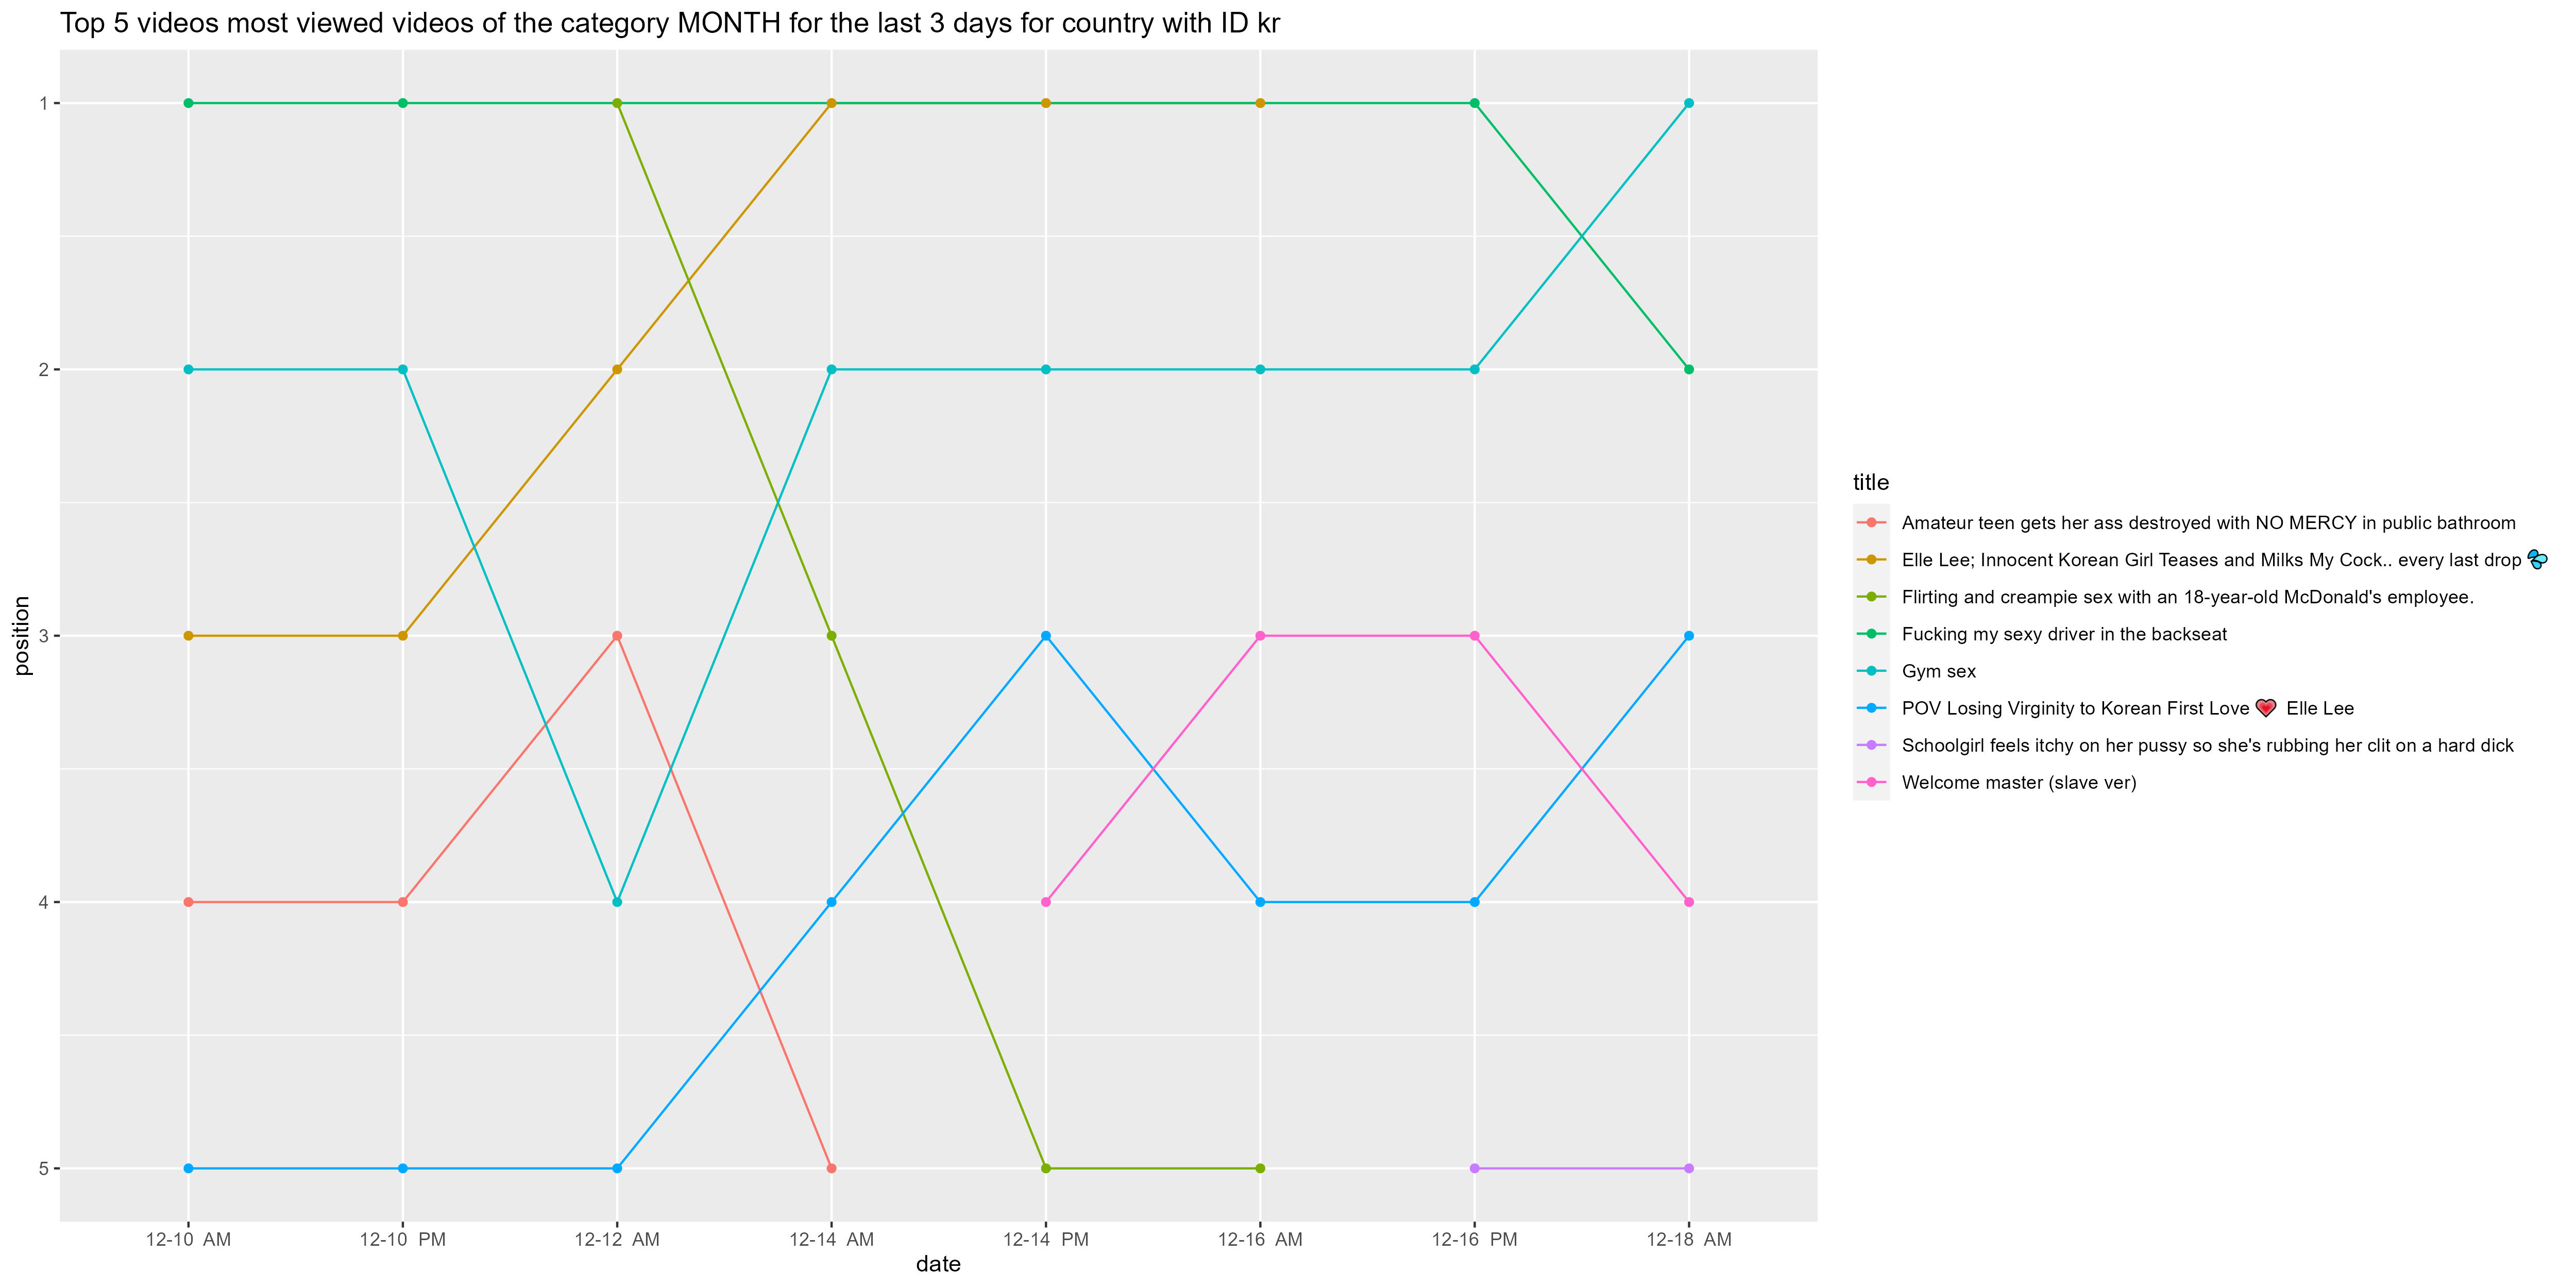 Top 5 videos most viewed videos of the category MONTH for the last 3 days for country with ID kr
position
1
2
3
4
5
12-10 AM
12-10 PM
12-12 AM
12-14 AM
12-14 PM
12-16 AM
12-16 PM
12-18 AM
date
title
Amateur teen gets her ass destroyed with NO MERCY in public bathroom
Elle Lee; Innocent Korean Girl Teases and Milks My Cock.. every last drop 💦
Flirting and creampie sex with an 18-year-old McDonald's employee.
Fucking my sexy driver in the backseat
Gym sex
POV Losing Virginity to Korean First Love 💗 Elle Lee
Schoolgirl feels itchy on her pussy so she's rubbing her clit on a hard dick
Welcome master (slave ver)